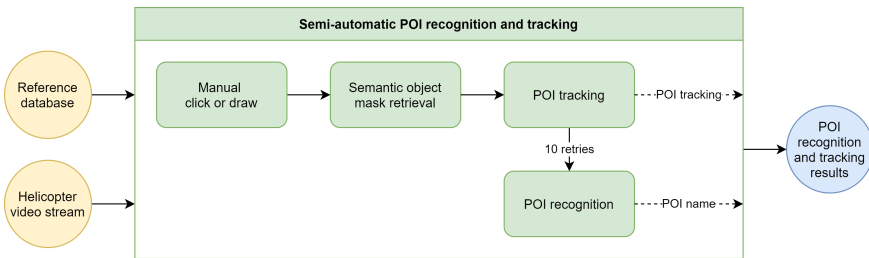 Semi-automatic POI recognition and tracking
Reference
database
Manual
click or draw
Semantic object
mask retrieval
POI tracking
POI tracking
10 retries
POI
recognition
and tracking
results
Helicopter
video stream
POI recognition
POI name